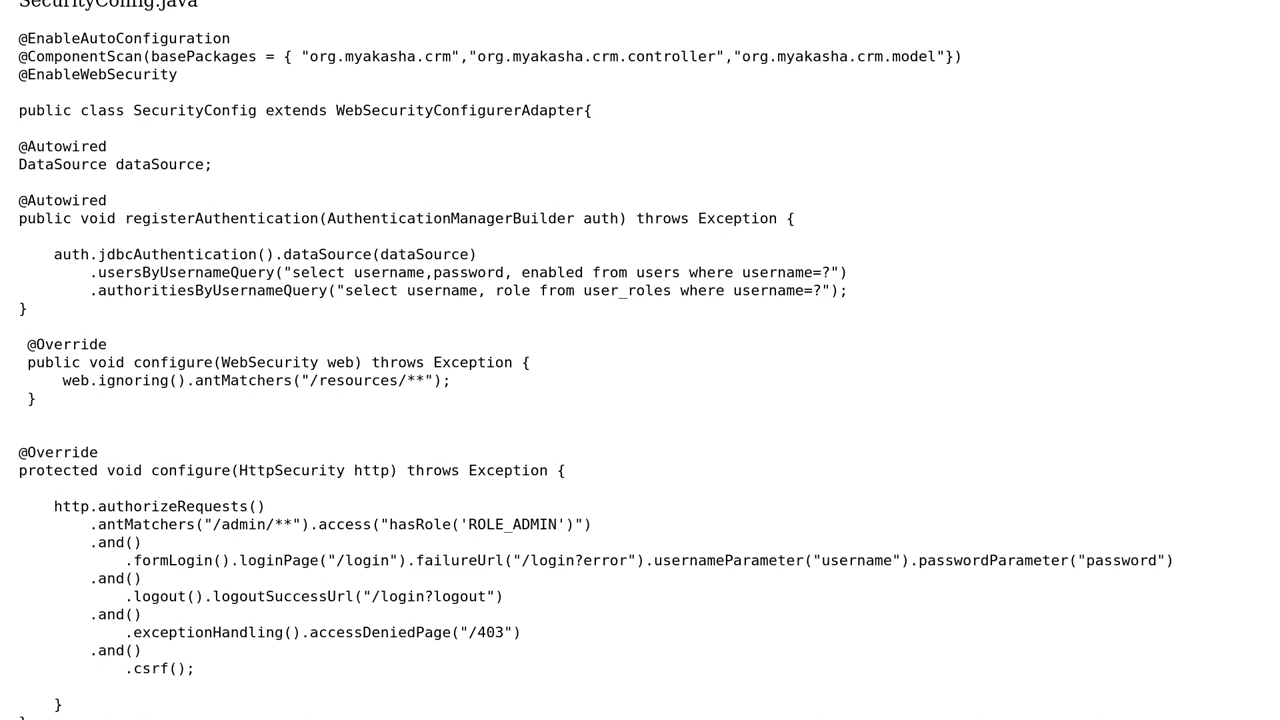 SecurityConfig.java
@EnableAutoConfiguration
@ComponentScan(basePackages = { "org.myakasha.crm","org.myakasha.crm.controller","org.myakasha.crm.model"})
@EnableWebSecurity
public class SecurityConfig extends WebSecurityConfigurerAdapter{
@Autowired
DataSource dataSource;
@Autowired
public void registerAuthentication(AuthenticationManagerBuilder auth) throws Exception {
auth.jdbcAuthentication().dataSource(dataSource)
.usersByUsernameQuery("select username,password, enabled from users where username=?")
.authoritiesByUsernameQuery("select username, role from user_roles where username=?");
}
@Override
public void configure(WebSecurity web) throws Exception {
web.ignoring().antMatchers("/resources/**");
}
@Override
protected void configure(HttpSecurity http) throws Exception {
http.authorizeRequests()
.antMatchers("/admin/**").access("hasRole('ROLE_ADMIN')")
.and()
.formLogin().loginPage("/login").failureUrl("/login?error").usernameParameter("username").passwordParameter("password")
.and()
.logout().logoutSuccessUrl("/login?logout")
.and()
.exceptionHandling().accessDeniedPage("/403")
.and()
.csrf();
}
}